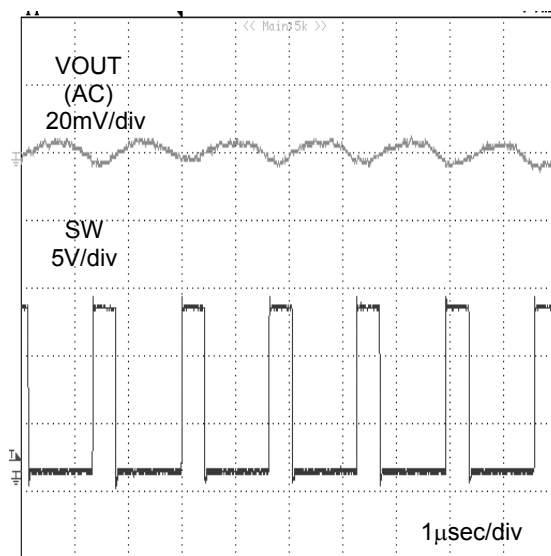 << Main:5k >>
VOUT
(AC)
20mV/div
SW
5V/div
T
1μsec/div